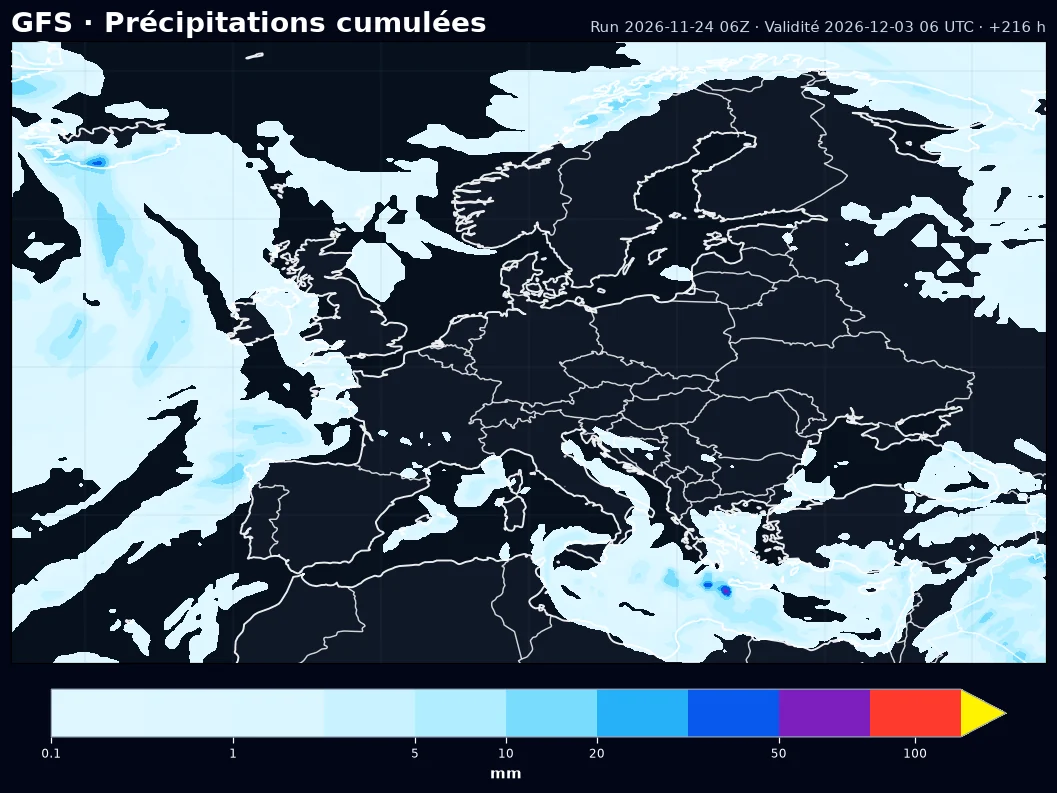 GFS · Précipitations cumulées
Run 2026-11-24 06Z · Validité 2026-12-03 06 UTC · +216 h
0.1 1 5 10 20 50 100
mm